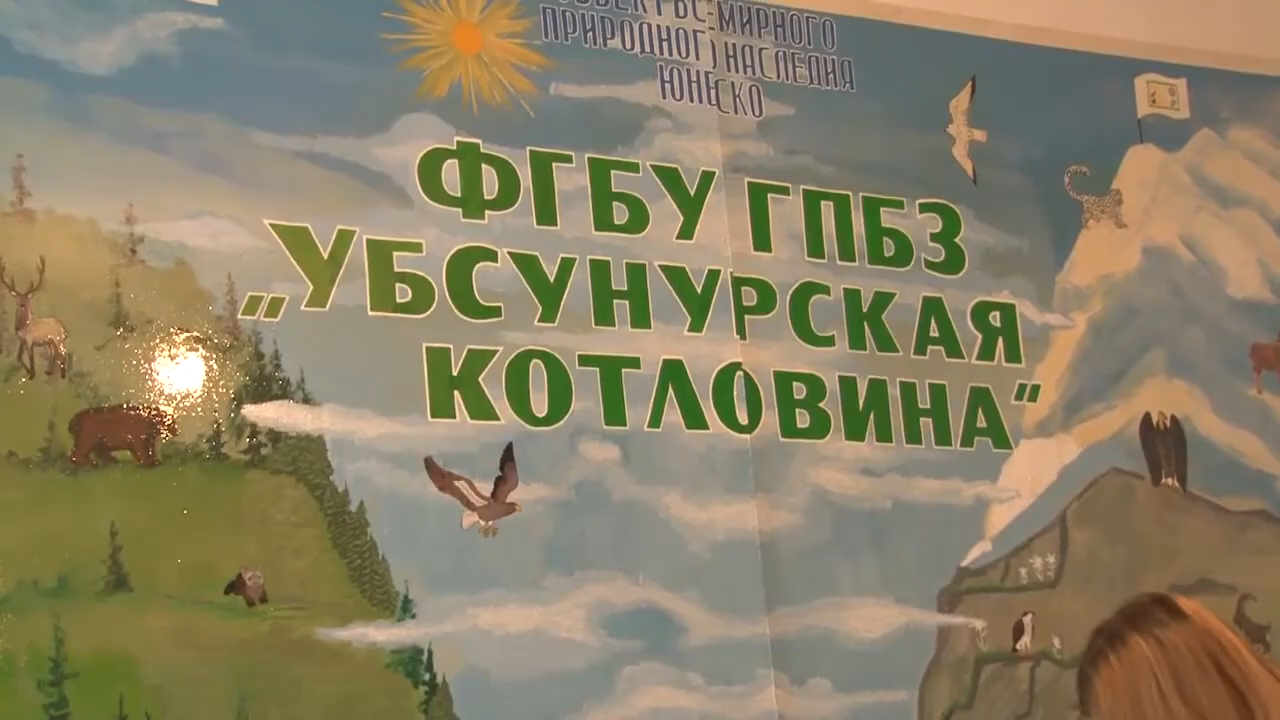 ПРИРОДНОГО НАСЛЕДИЯ
ЮНЕСКО
ФГБУ ГПБЗ
„УБСУНУРСКАЯ
КОТЛОВИНА“